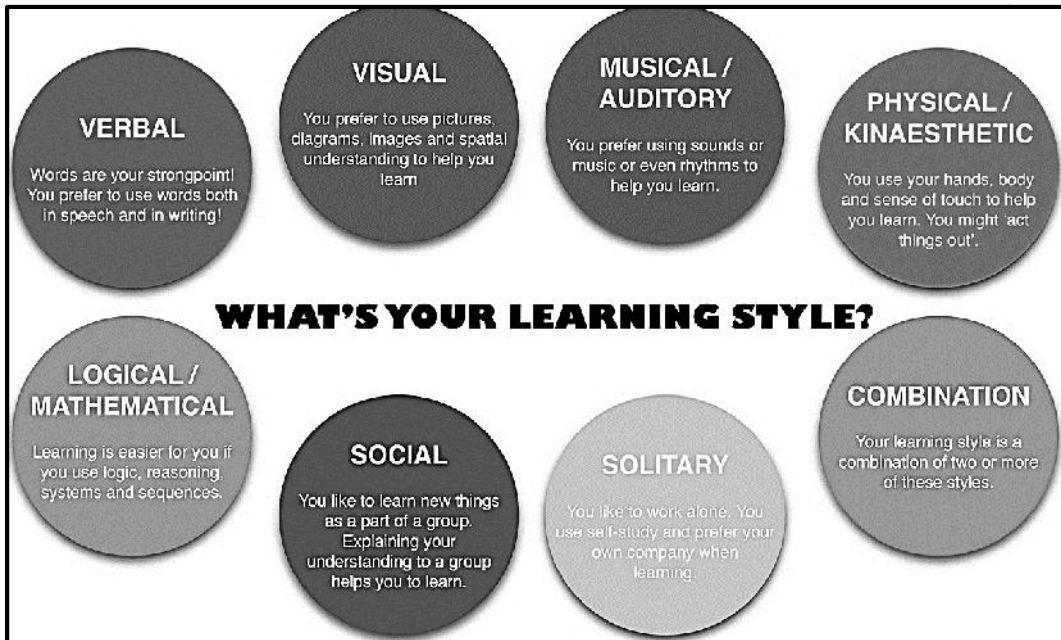 VERBAL
Words are your strongpoint!
You prefer to use words both
in speech and in writing!
VISUAL
You prefer to use pictures,
diagrams, images and spatial
understanding to help you
learn
MUSICAL /
AUDITORY
You prefer using sounds or
music or even rhythms to
help you learn.
PHYSICAL /
KINAESTHETIC
You use your hands, body
and sense of touch to help
you learn. You might 'act
things out'.
WHAT'S YOUR LEARNING STYLE?
LOGICAL /
MATHEMATICAL
Learning is easier for you if
you use logic, reasoning,
systems and sequences.
SOCIAL
You like to learn new things
as a part of a group.
Explaining your
understanding to a group
helps you to learn.
SOLITARY
You like to work alone. You
use self-study and prefer your
own company when
learning.
COMBINATION
Your learning style is a
combination of two or more
of these styles.